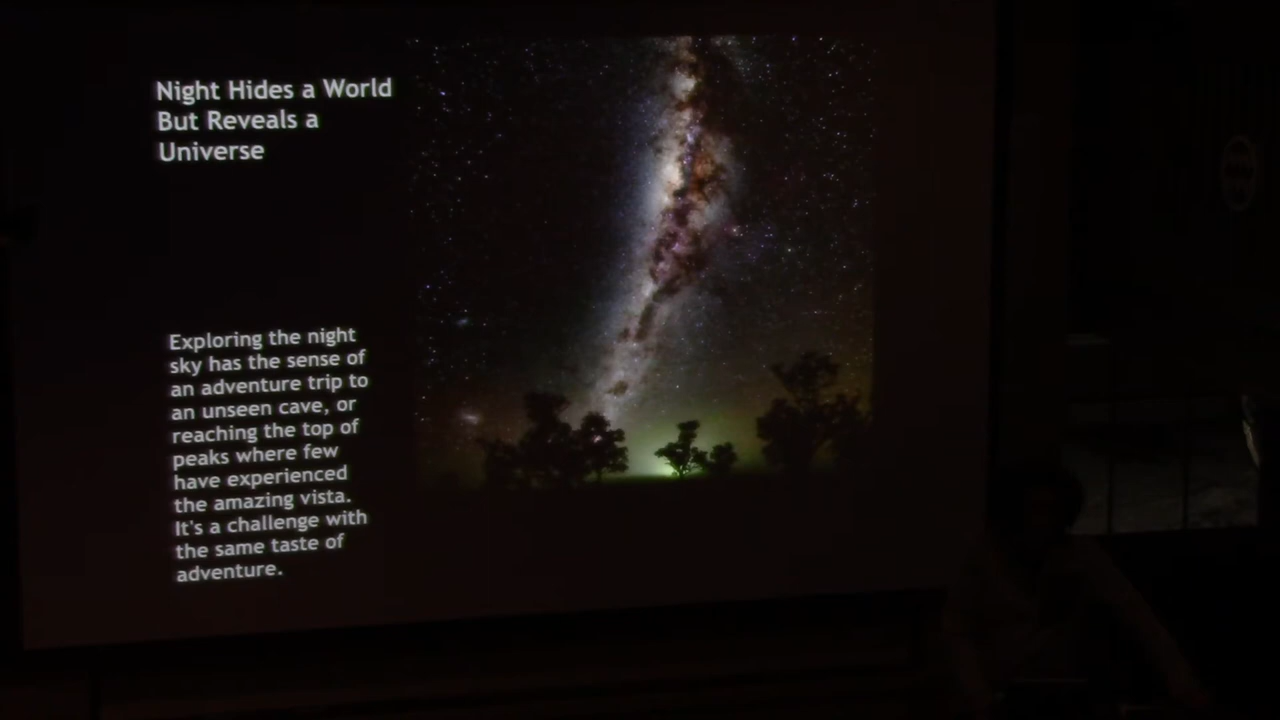 Night Hides a World
But Reveals a
Universe
Exploring the night
sky has the sense of
an adventure trip to
an unseen cave, or
reaching the top of
peaks where few
have experienced
the amazing vista.
It's a challenge with
the same taste of
adventure.